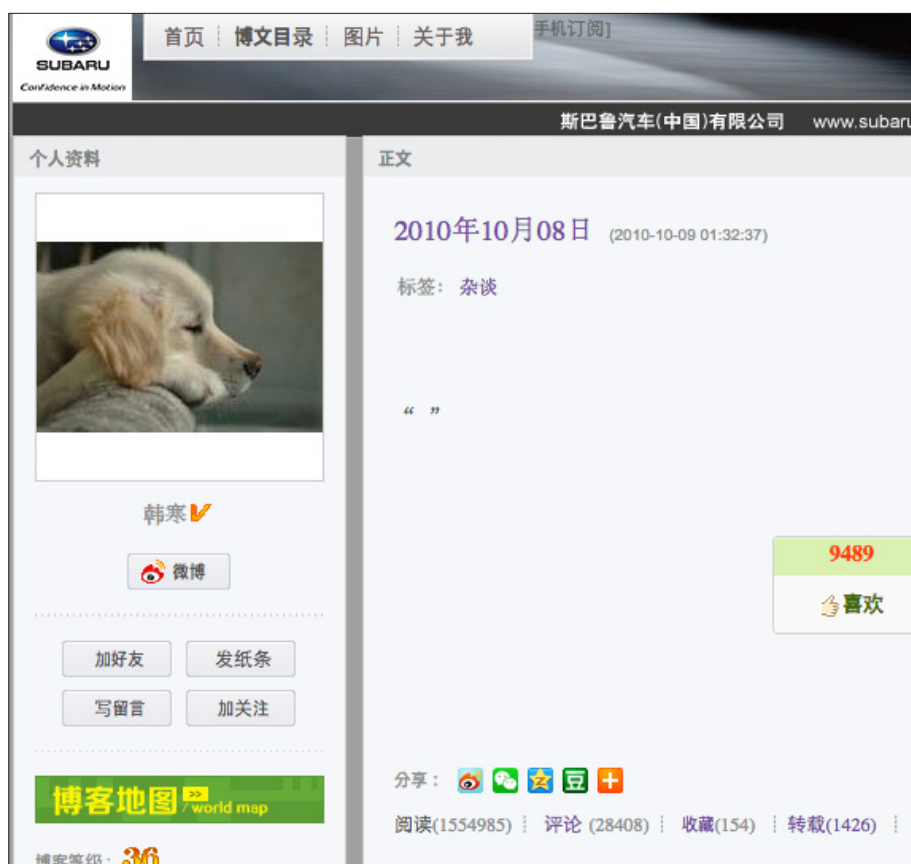 SUBARU
Confidence in Motion
首页 博文目录 图片 关于我
手机订阅]
斯巴鲁汽车(中国)有限公司 www.subaru
个人资料
韩寒
微博
加好友 发纸条
写留言 加关注
博客地图 >> / world map
博客等级: 36
正文
2010年10月08日 (2010-10-09 01:32:37)
标签: 杂谈
“ ”
9489
喜欢
分享: 豆
阅读(1554985) 评论 (28408) 收藏(154) 转载(1426)